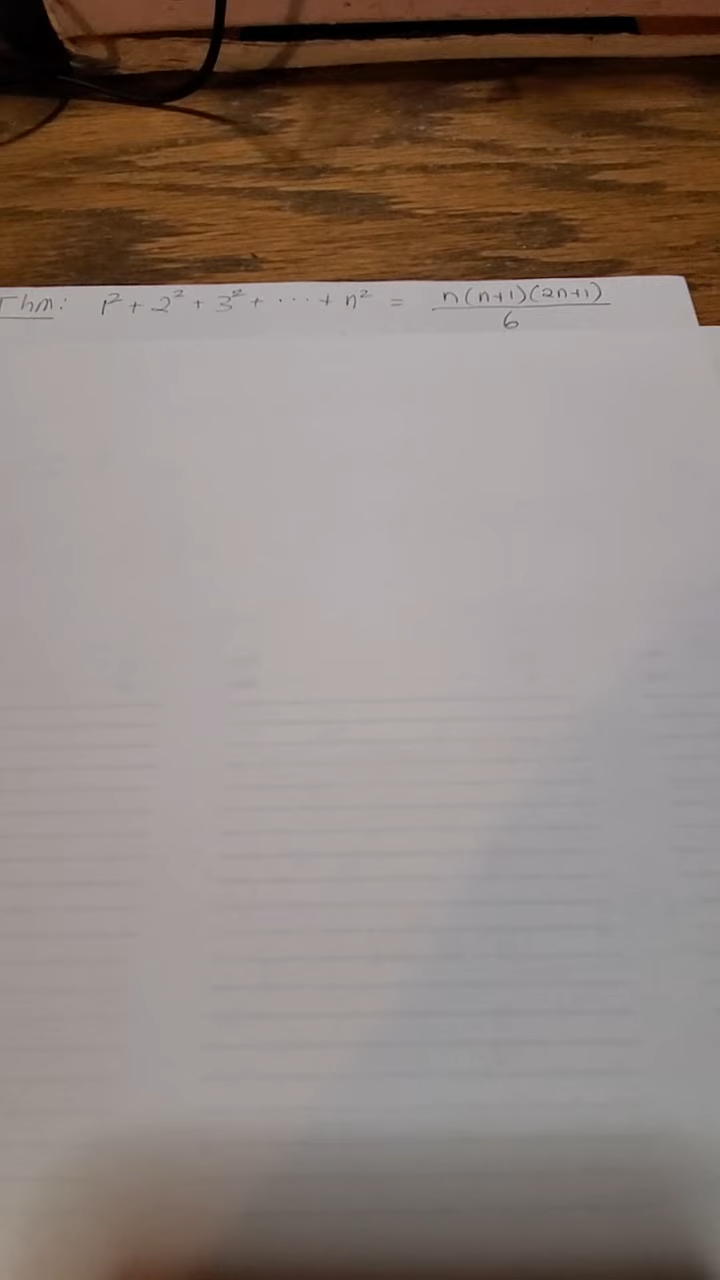 Thm: 1² + 2² + 3² + ··· + n² = n(n+1)(2n+1) / 6